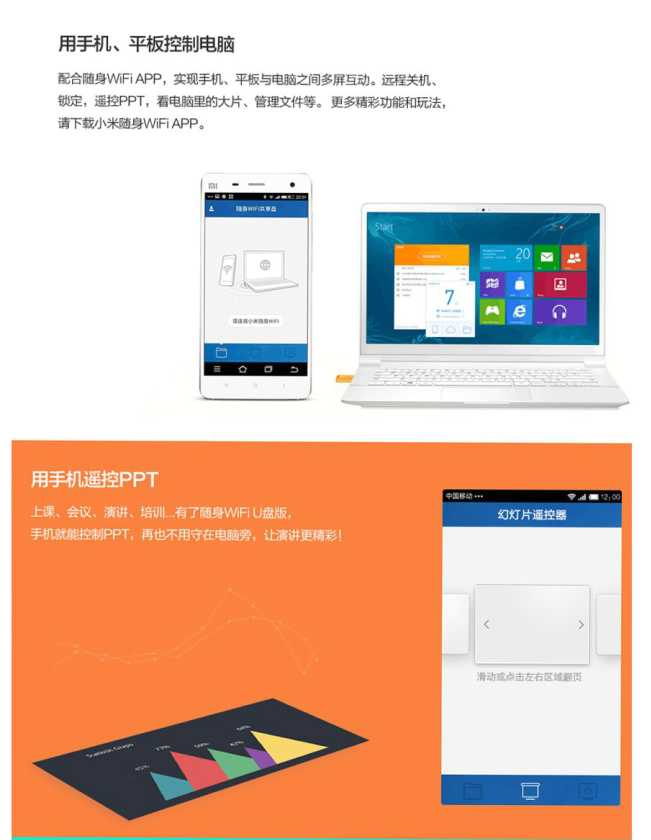 用手机、平板控制电脑
配合随身WiFi APP，实现手机、平板与电脑之间多屏互动。远程关机、
锁定，遥控PPT，看电脑里的大片、管理文件等。 更多精彩功能和玩法，
请下载小米随身WiFi APP。
MI
随身WiFi共享盘
请连接小米随身WiFi
Start
20
7
用手机遥控PPT
上课、会议、演讲、培训...有了随身WiFi U盘版，
手机就能控制PPT，再也不用守在电脑旁，让演讲更精彩！
中国移动
12:00
幻灯片遥控器
滑动或点击左右区域翻页
Statistic Graph
45%
73%
59%
47%